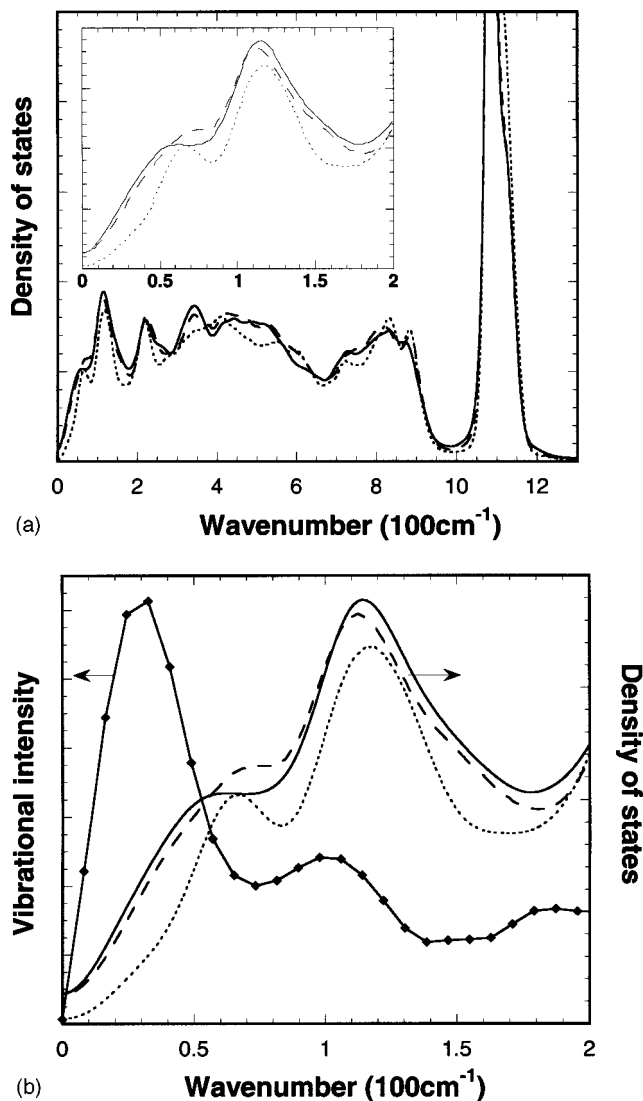 0 0.5 1 1.5 2
Density of states
0 2 4 6 8 10 12
(a) Wavenumber (100cm⁻¹)
Vibrational intensity
Density of states
0 0.5 1 1.5 2
(b) Wavenumber (100cm⁻¹)